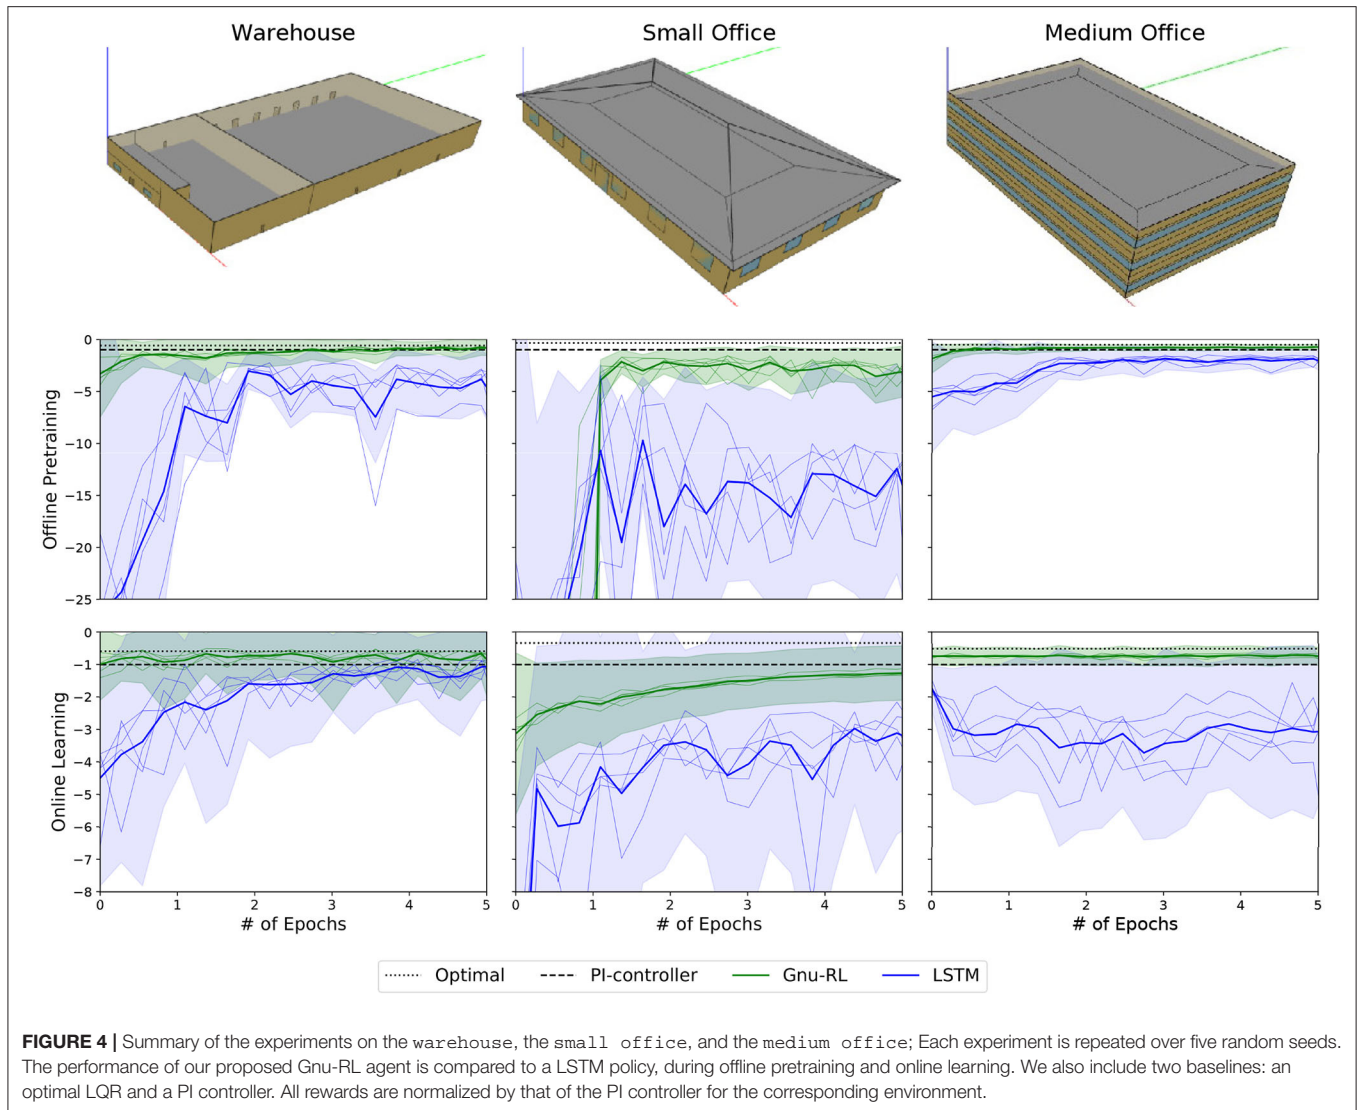 Warehouse
Small Office
Medium Office
Offline Pretraining
0
−5
−10
−15
−20
−25
Online Learning
0
−1
−2
−3
−4
−5
−6
−7
−8
0 1 2 3 4 5
0 1 2 3 4 5
0 1 2 3 4 5
# of Epochs
# of Epochs
# of Epochs
Optimal PI-controller Gnu-RL LSTM
FIGURE 4 | Summary of the experiments on the warehouse, the small office, and the medium office; Each experiment is repeated over five random seeds.
The performance of our proposed Gnu-RL agent is compared to a LSTM policy, during offline pretraining and online learning. We also include two baselines: an
optimal LQR and a PI controller. All rewards are normalized by that of the PI controller for the corresponding environment.